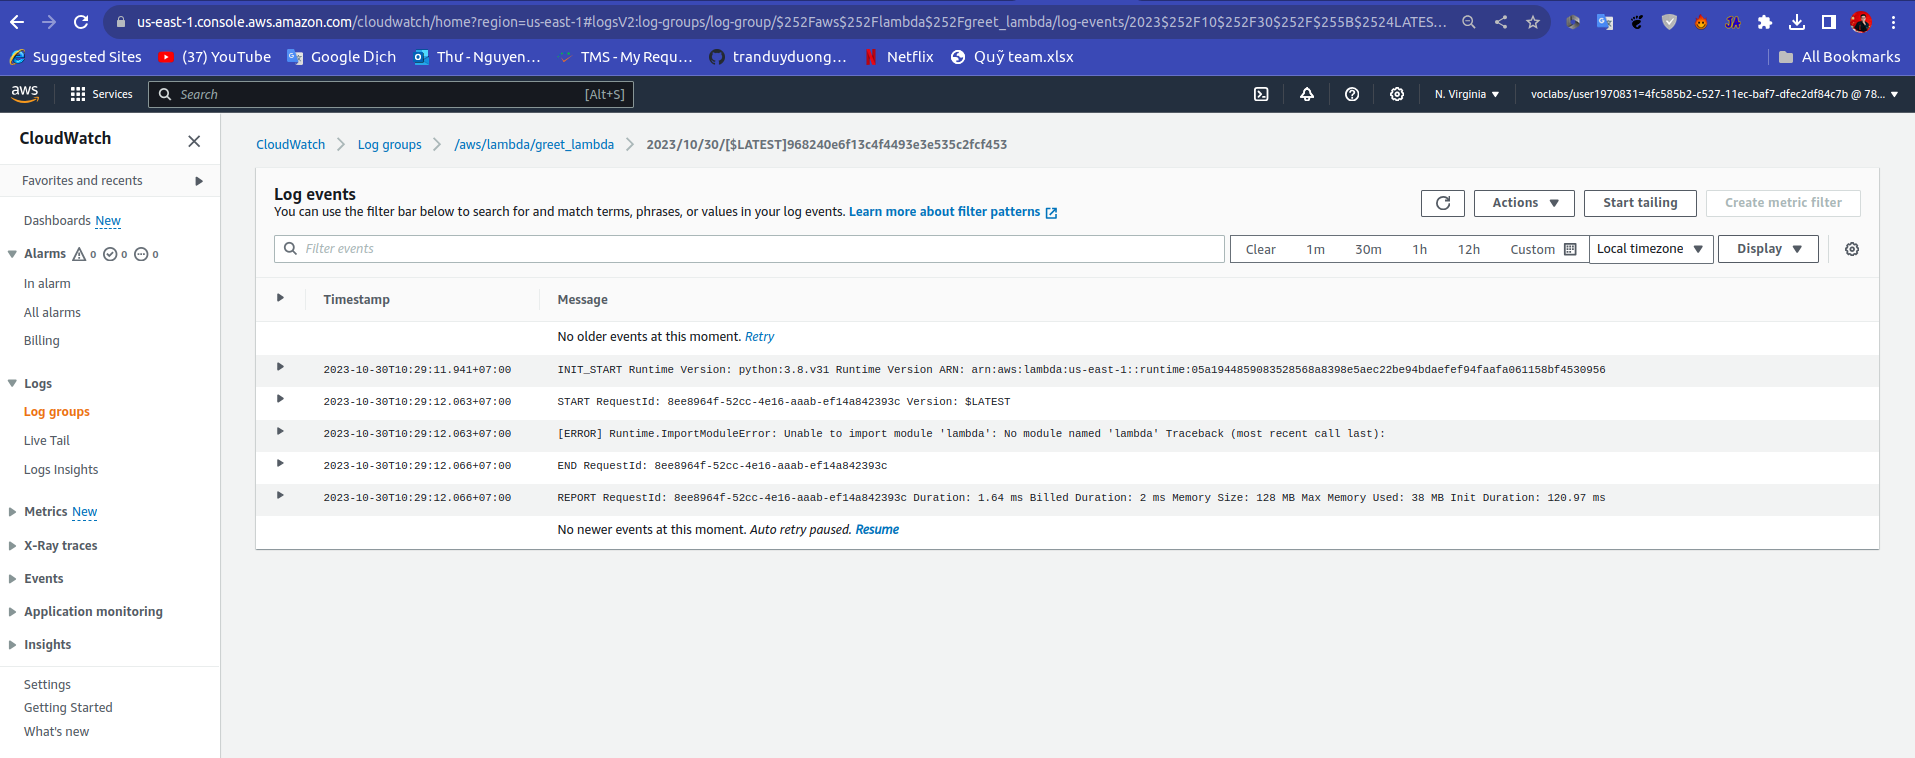 us-east-1.console.aws.amazon.com/cloudwatch/home?region=us-east-1#logsV2:log-groups/log-group/$252Faws$252Flambda$252Fgreet_lambda/log-events/2023$252F10$252F30$252F$255B$2524LATES...
Suggested Sites (37) YouTube Google Dịch Thư - Nguyen... TMS - My Requ... tranduyduong... Netflix Quỹ team.xlsx All Bookmarks
aws Services Search [Alt+S] N. Virginia voclabs/user1970831=4fc585b2-c527-11ec-baf7-dfec2df84c7b @ 78...
CloudWatch
Favorites and recents
Dashboards New
Alarms 0 0 0
In alarm
All alarms
Billing
Logs
Log groups
Live Tail
Logs Insights
Metrics New
X-Ray traces
Events
Application monitoring
Insights
Settings
Getting Started
What's new
CloudWatch Log groups /aws/lambda/greet_lambda 2023/10/30/[$LATEST]968240e6f13c4f4493e3e535c2fcf453
Log events
You can use the filter bar below to search for and match terms, phrases, or values in your log events. Learn more about filter patterns
Actions Start tailing Create metric filter
Filter events Clear 1m 30m 1h 12h Custom Local timezone Display
Timestamp Message
No older events at this moment. Retry
2023-10-30T10:29:11.941+07:00 INIT_START Runtime Version: python:3.8.v31 Runtime Version ARN: arn:aws:lambda:us-east-1::runtime:05a1944859083528568a8398e5aec22be94bdaefef94faafa061158bf4530956
2023-10-30T10:29:12.063+07:00 START RequestId: 8ee8964f-52cc-4e16-aaab-ef14a842393c Version: $LATEST
2023-10-30T10:29:12.063+07:00 [ERROR] Runtime.ImportModuleError: Unable to import module 'lambda': No module named 'lambda' Traceback (most recent call last):
2023-10-30T10:29:12.066+07:00 END RequestId: 8ee8964f-52cc-4e16-aaab-ef14a842393c
2023-10-30T10:29:12.066+07:00 REPORT RequestId: 8ee8964f-52cc-4e16-aaab-ef14a842393c Duration: 1.64 ms Billed Duration: 2 ms Memory Size: 128 MB Max Memory Used: 38 MB Init Duration: 120.97 ms
No newer events at this moment. Auto retry paused. Resume